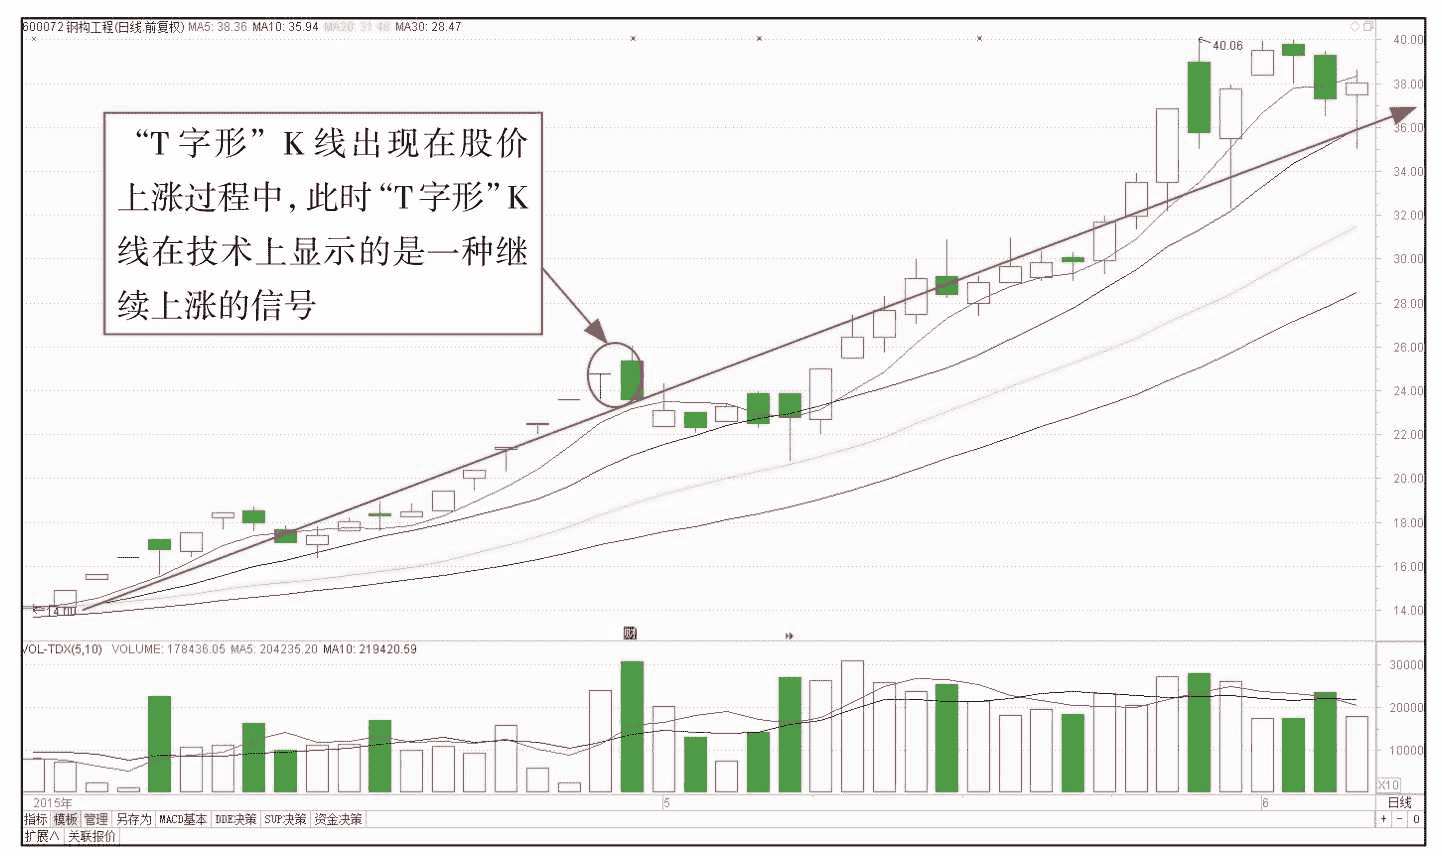 600072 钢构工程(日线.前复权) MA5: 38.36 MA10: 35.94 MA20: 31.46 MA30: 28.47
40.00
40.06
38.00
“T 字形” K 线出现在股价
上涨过程中, 此时 “T 字形” K
线在技术上显示的是一种继
续上涨的信号
36.00
34.00
32.00
30.00
28.00
26.00
24.00
22.00
20.00
18.00
16.00
14.00
14.00
财
VOL-TDX(5,10) VOLUME: 178436.05 MA5: 204235.20 MA10: 219420.59
30000
20000
10000
X10
2015年 5 6 日线
指标 模板 管理 另存为 MACD基本 DDE决策 SUP决策 资金决策 + - 0
扩展∧ 关联报价